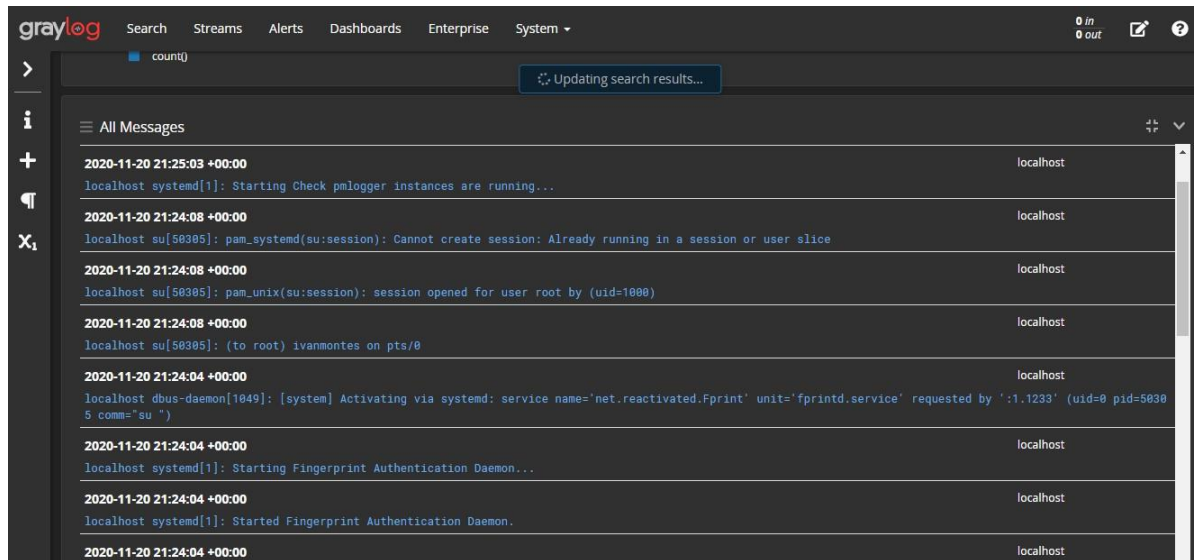 graylog Search Streams Alerts Dashboards Enterprise System 0 in
0 out
count()
Updating search results...
All Messages
2020-11-20 21:25:03 +00:00 localhost
localhost systemd[1]: Starting Check pmlogger instances are running...
2020-11-20 21:24:08 +00:00 localhost
localhost su[50305]: pam_systemd(su:session): Cannot create session: Already running in a session or user slice
2020-11-20 21:24:08 +00:00 localhost
localhost su[50305]: pam_unix(su:session): session opened for user root by (uid=1000)
2020-11-20 21:24:08 +00:00 localhost
localhost su[50305]: (to root) ivanmontes on pts/0
2020-11-20 21:24:04 +00:00 localhost
localhost dbus-daemon[1049]: [system] Activating via systemd: service name='net.reactivated.Fprint' unit='fprintd.service' requested by ':1.1233' (uid=0 pid=5030
5 comm="su ")
2020-11-20 21:24:04 +00:00 localhost
localhost systemd[1]: Starting Fingerprint Authentication Daemon...
2020-11-20 21:24:04 +00:00 localhost
localhost systemd[1]: Started Fingerprint Authentication Daemon.
2020-11-20 21:24:04 +00:00 localhost